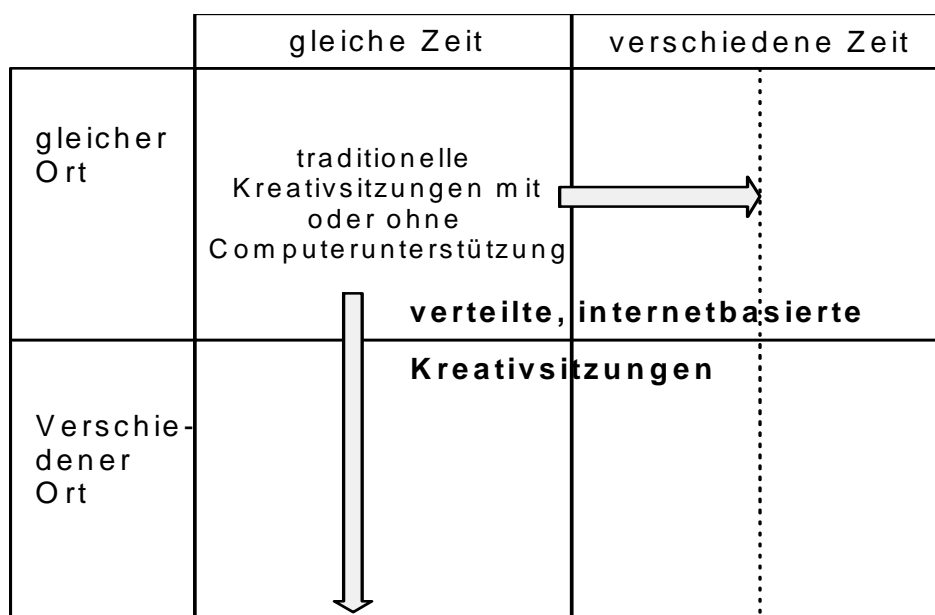 gleiche Zeit
verschiedene Zeit
gleicher
Ort
traditionelle
Kreativsitzungen mit
oder ohne
Computerunterstützung
verteilte, internetbasierte
Kreativsitzungen
Verschie-
dener
Ort